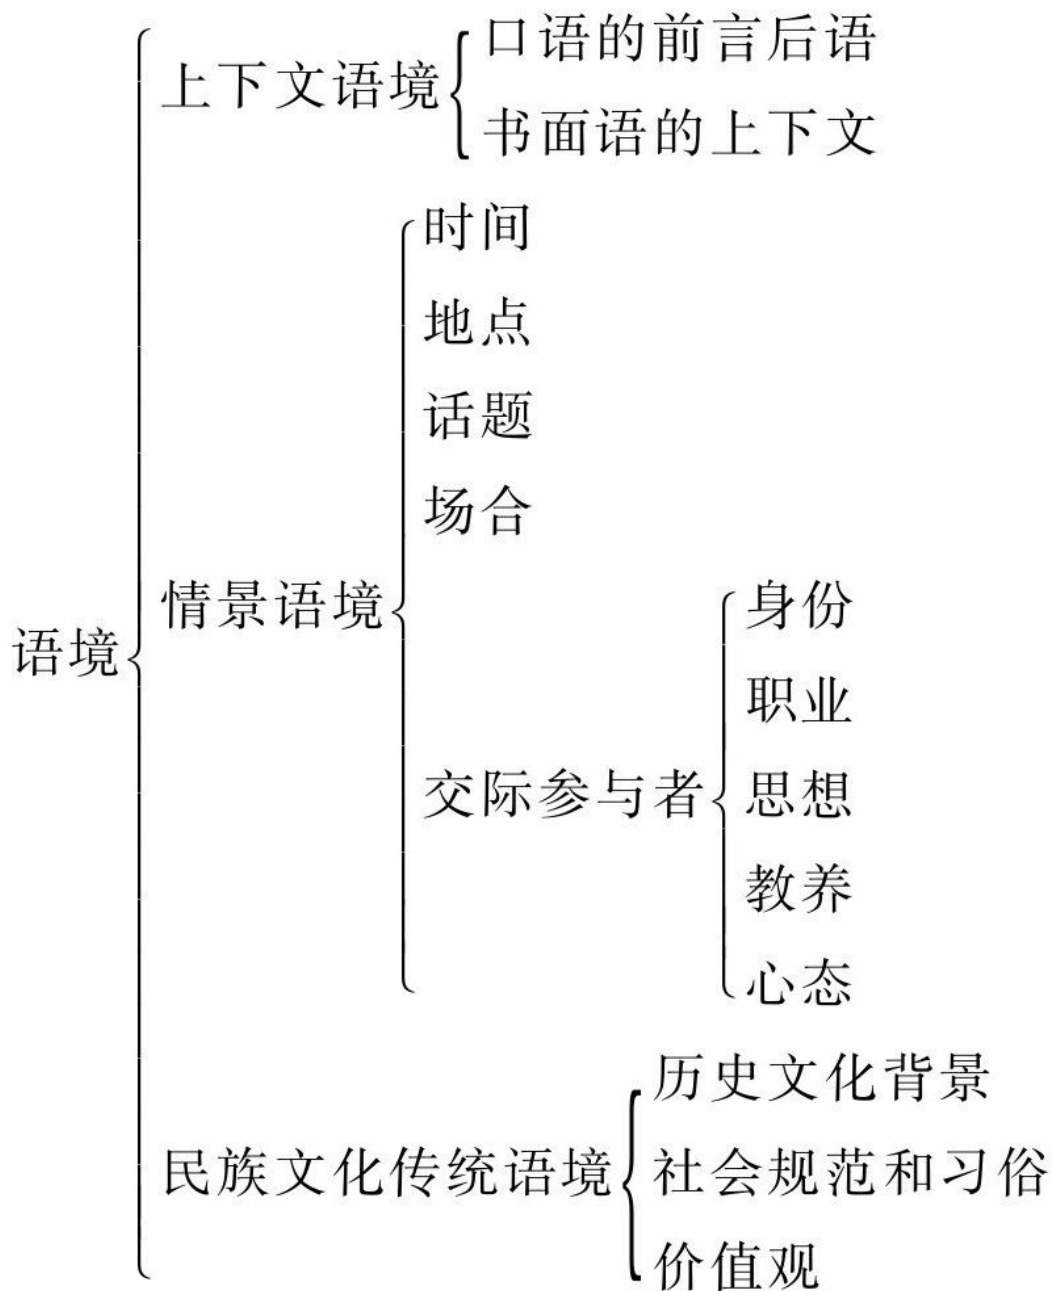 语境
上下文语境
口语的前言后语
书面语的上下文
情景语境
时间
地点
话题
场合
交际参与者
身份
职业
思想
教养
心态
民族文化传统语境
历史文化背景
社会规范和习俗
价值观